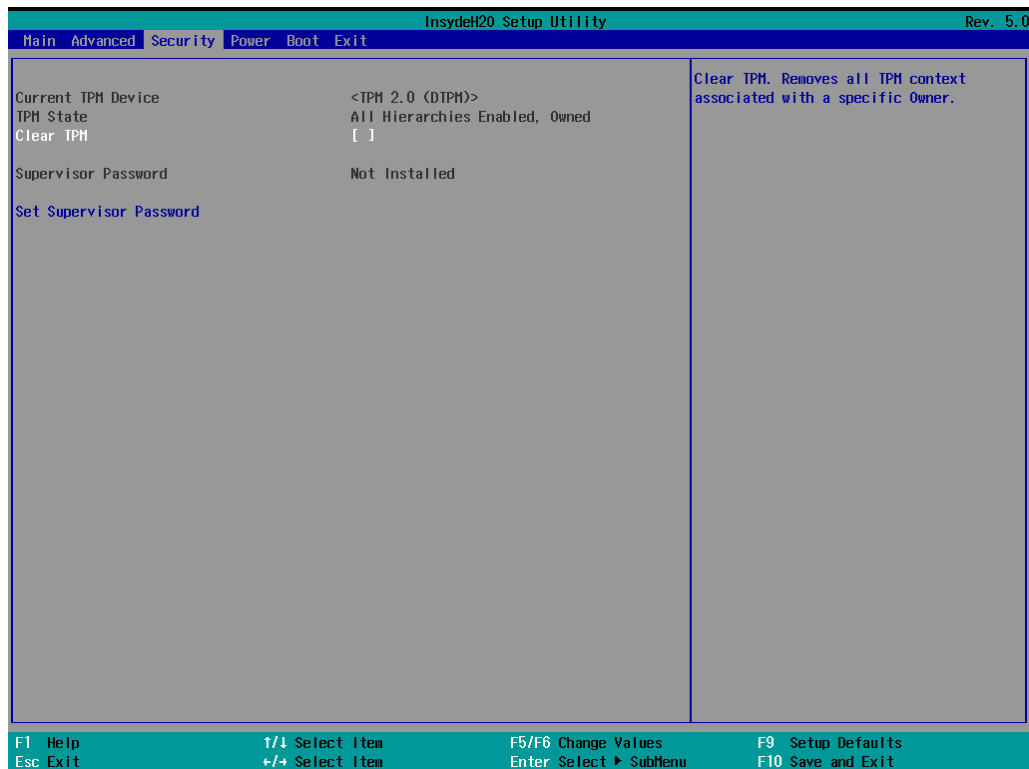 InsydeH20 Setup Utility Rev. 5.0
Main Advanced Security Power Boot Exit
Clear TPM. Removes all TPM context
Current TPM Device <TPM 2.0 (DTPM)> associated with a specific Owner.
TPM State All Hierarchies Enabled, Owned
Clear TPM [ ]
Supervisor Password Not Installed
Set Supervisor Password
F1 Help ↑/↓ Select Item F5/F6 Change Values F9 Setup Defaults
Esc Exit ←/→ Select Item Enter Select ▶ SubMenu F10 Save and Exit